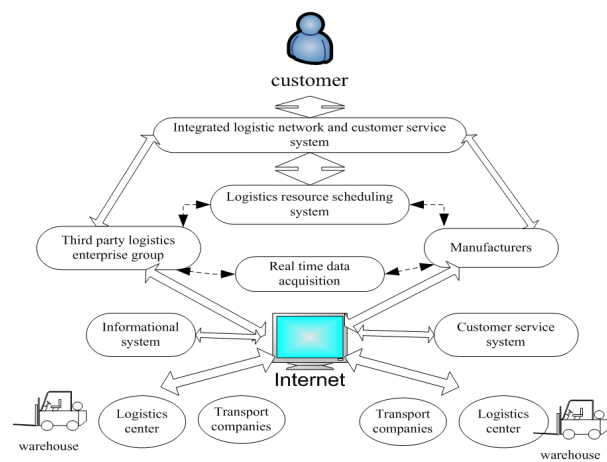 customer
Integrated logistic network and customer service
system
Logistics resource scheduling
system
Third party logistics
enterprise group
Manufacturers
Real time data
acquisition
Informational
system
Customer service
system
Internet
Logistics
center
Transport
companies
Transport
companies
Logistics
center
warehouse
warehouse